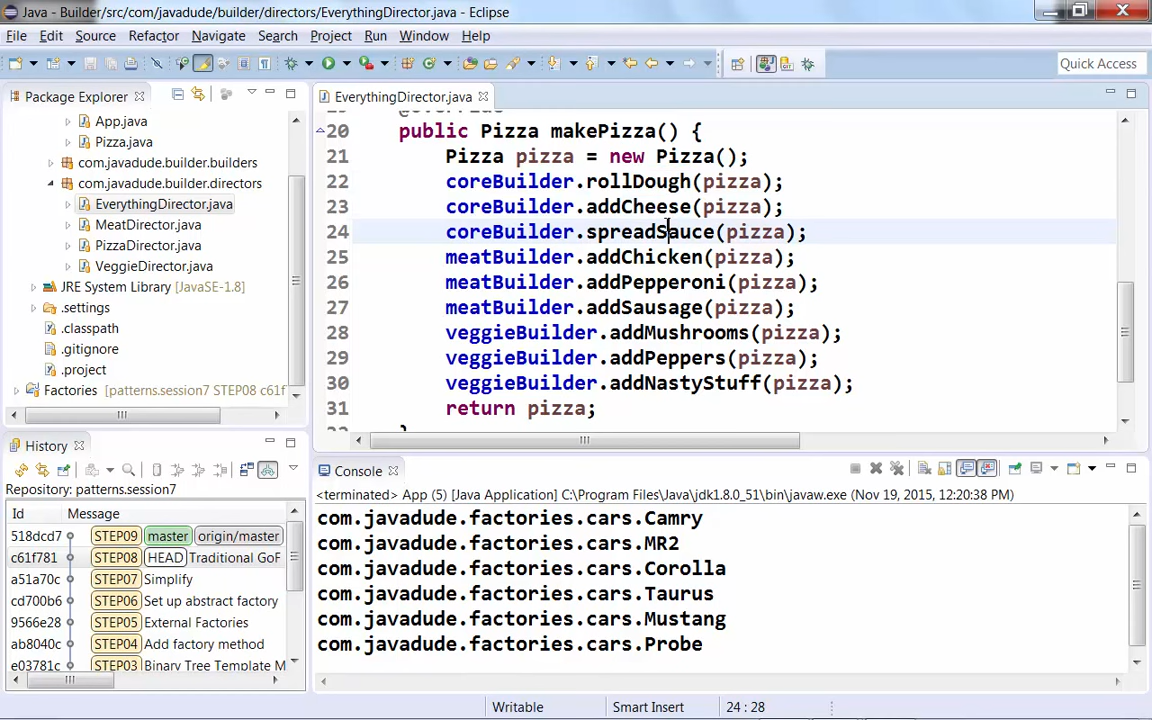 Java - Builder/src/com/javadude/builder/directors/EverythingDirector.java - Eclipse
File Edit Source Refactor Navigate Search Project Run Window Help
Quick Access
Package Explorer
App.java
Pizza.java
com.javadude.builder.builders
com.javadude.builder.directors
EverythingDirector.java
MeatDirector.java
PizzaDirector.java
VeggieDirector.java
JRE System Library [JavaSE-1.8]
.settings
.classpath
.gitignore
.project
Factories [patterns.session7 STEP08 c61f
EverythingDirector.java
20 public Pizza makePizza() {
21 Pizza pizza = new Pizza();
22 coreBuilder.rollDough(pizza);
23 coreBuilder.addCheese(pizza);
24 coreBuilder.spreadSauce(pizza);
25 meatBuilder.addChicken(pizza);
26 meatBuilder.addPepperoni(pizza);
27 meatBuilder.addSausage(pizza);
28 veggieBuilder.addMushrooms(pizza);
29 veggieBuilder.addPeppers(pizza);
30 veggieBuilder.addNastyStuff(pizza);
31 return pizza;
History
Repository: patterns.session7
Id Message
518dcd7 STEP09 master origin/master
c61f781 STEP08 HEAD Traditional GoF
a51a70c STEP07 Simplify
cd700b6 STEP06 Set up abstract factory
9566e28 STEP05 External Factories
ab8040c STEP04 Add factory method
e03781c STEP03 Binary Tree Template M
Console
<terminated> App (5) [Java Application] C:\Program Files\Java\jdk1.8.0_51\bin\javaw.exe (Nov 19, 2015, 12:20:38 PM)
com.javadude.factories.cars.Camry
com.javadude.factories.cars.MR2
com.javadude.factories.cars.Corolla
com.javadude.factories.cars.Taurus
com.javadude.factories.cars.Mustang
com.javadude.factories.cars.Probe
Writable Smart Insert 24 : 28